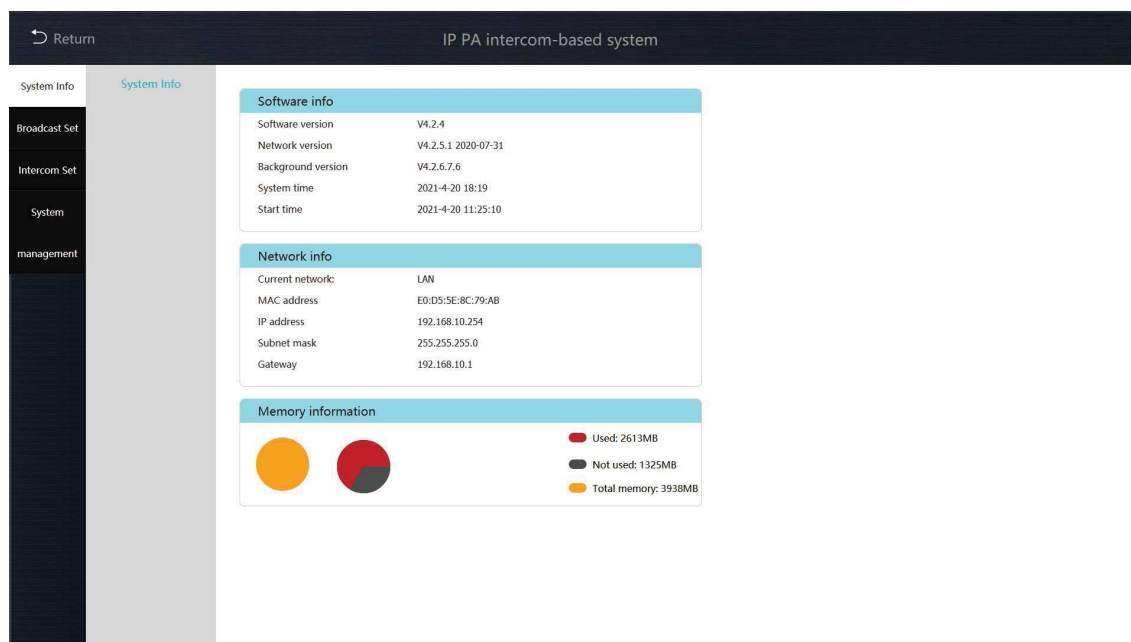 Return
IP PA intercom-based system
System Info
Broadcast Set
Intercom Set
System
management
System Info
Software info
Software version V4.2.4
Network version V4.2.5.1 2020-07-31
Background version V4.2.6.7.6
System time 2021-4-20 18:19
Start time 2021-4-20 11:25:10
Network info
Current network: LAN
MAC address E0:D5:5E:8C:79:AB
IP address 192.168.10.254
Subnet mask 255.255.255.0
Gateway 192.168.10.1
Memory information
Used: 2613MB
Not used: 1325MB
Total memory: 3938MB